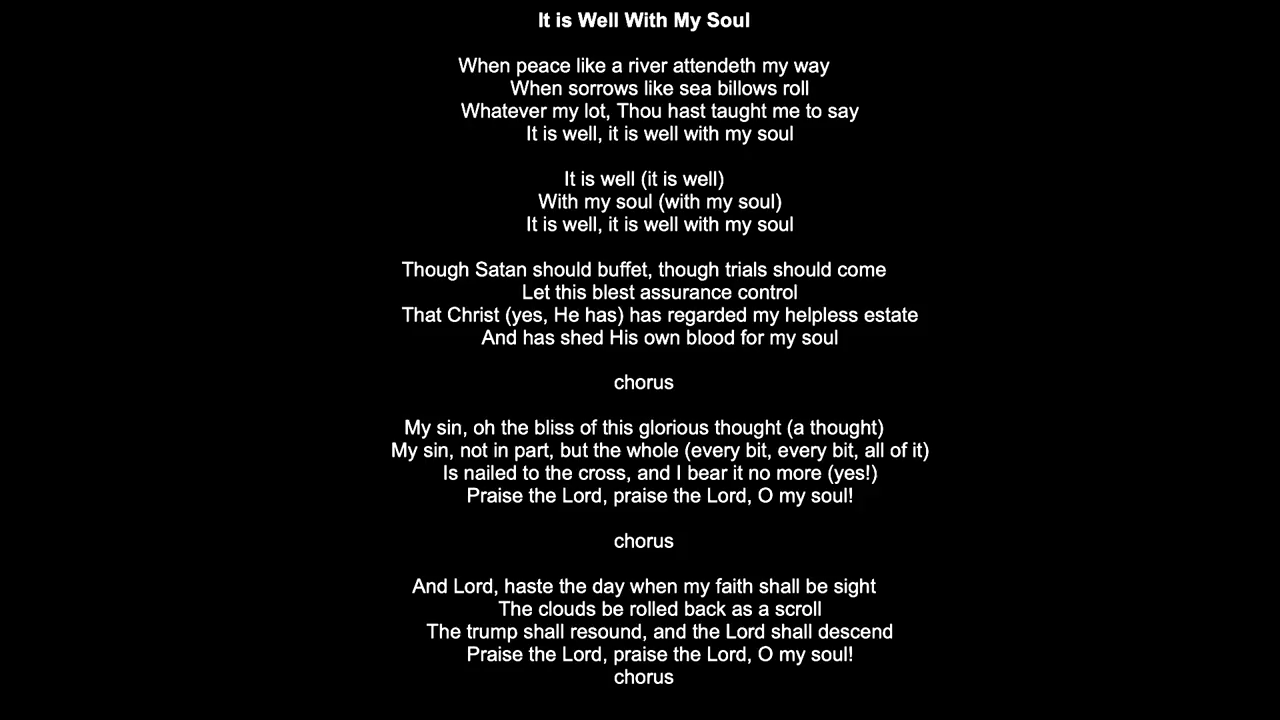 It is Well With My Soul
When peace like a river attendeth my way
When sorrows like sea billows roll
Whatever my lot, Thou hast taught me to say
It is well, it is well with my soul
It is well (it is well)
With my soul (with my soul)
It is well, it is well with my soul
Though Satan should buffet, though trials should come
Let this blest assurance control
That Christ (yes, He has) has regarded my helpless estate
And has shed His own blood for my soul
chorus
My sin, oh the bliss of this glorious thought (a thought)
My sin, not in part, but the whole (every bit, every bit, all of it)
Is nailed to the cross, and I bear it no more (yes!)
Praise the Lord, praise the Lord, O my soul!
chorus
And Lord, haste the day when my faith shall be sight
The clouds be rolled back as a scroll
The trump shall resound, and the Lord shall descend
Praise the Lord, praise the Lord, O my soul!
chorus